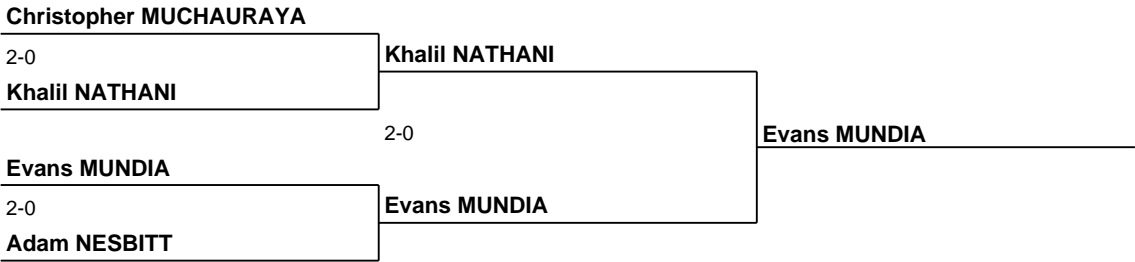 Christopher MUCHAURAYA
2-0
Khalil NATHANI
Khalil NATHANI
2-0
Evans MUNDIA
Evans MUNDIA
2-0
Evans MUNDIA
Adam NESBITT